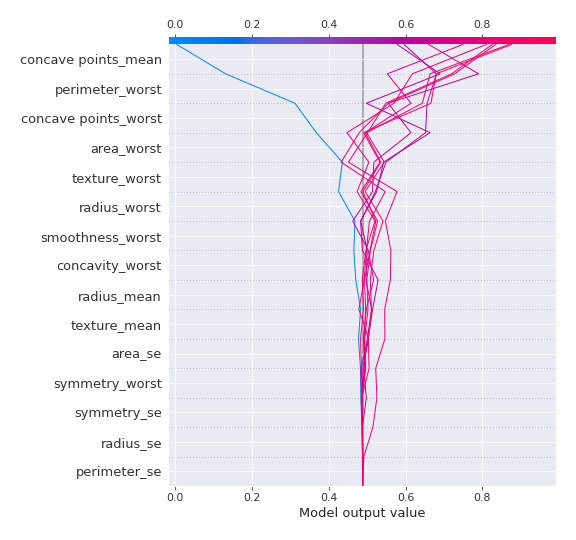 0.0 0.2 0.4 0.6 0.8
concave points_mean
perimeter_worst
concave points_worst
area_worst
texture_worst
radius_worst
smoothness_worst
concavity_worst
radius_mean
texture_mean
area_se
symmetry_worst
symmetry_se
radius_se
perimeter_se
0.0 0.2 0.4 0.6 0.8
Model output value